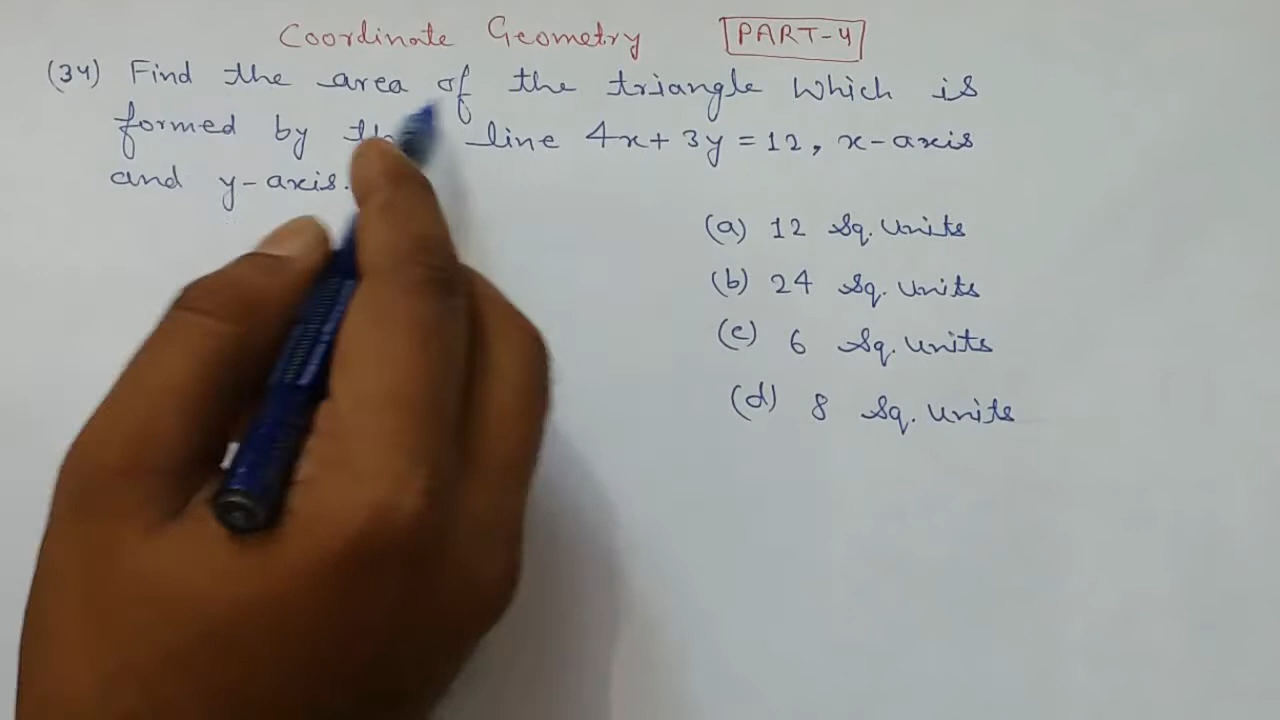 Coordinate Geometry PART-4
(34) Find the area of the triangle which is
formed by the line 4x + 3y = 12, x-axis
and y-axis.
(a) 12 Sq. Units
(b) 24 Sq. Units
(c) 6 Sq. Units
(d) 8 Sq. Units